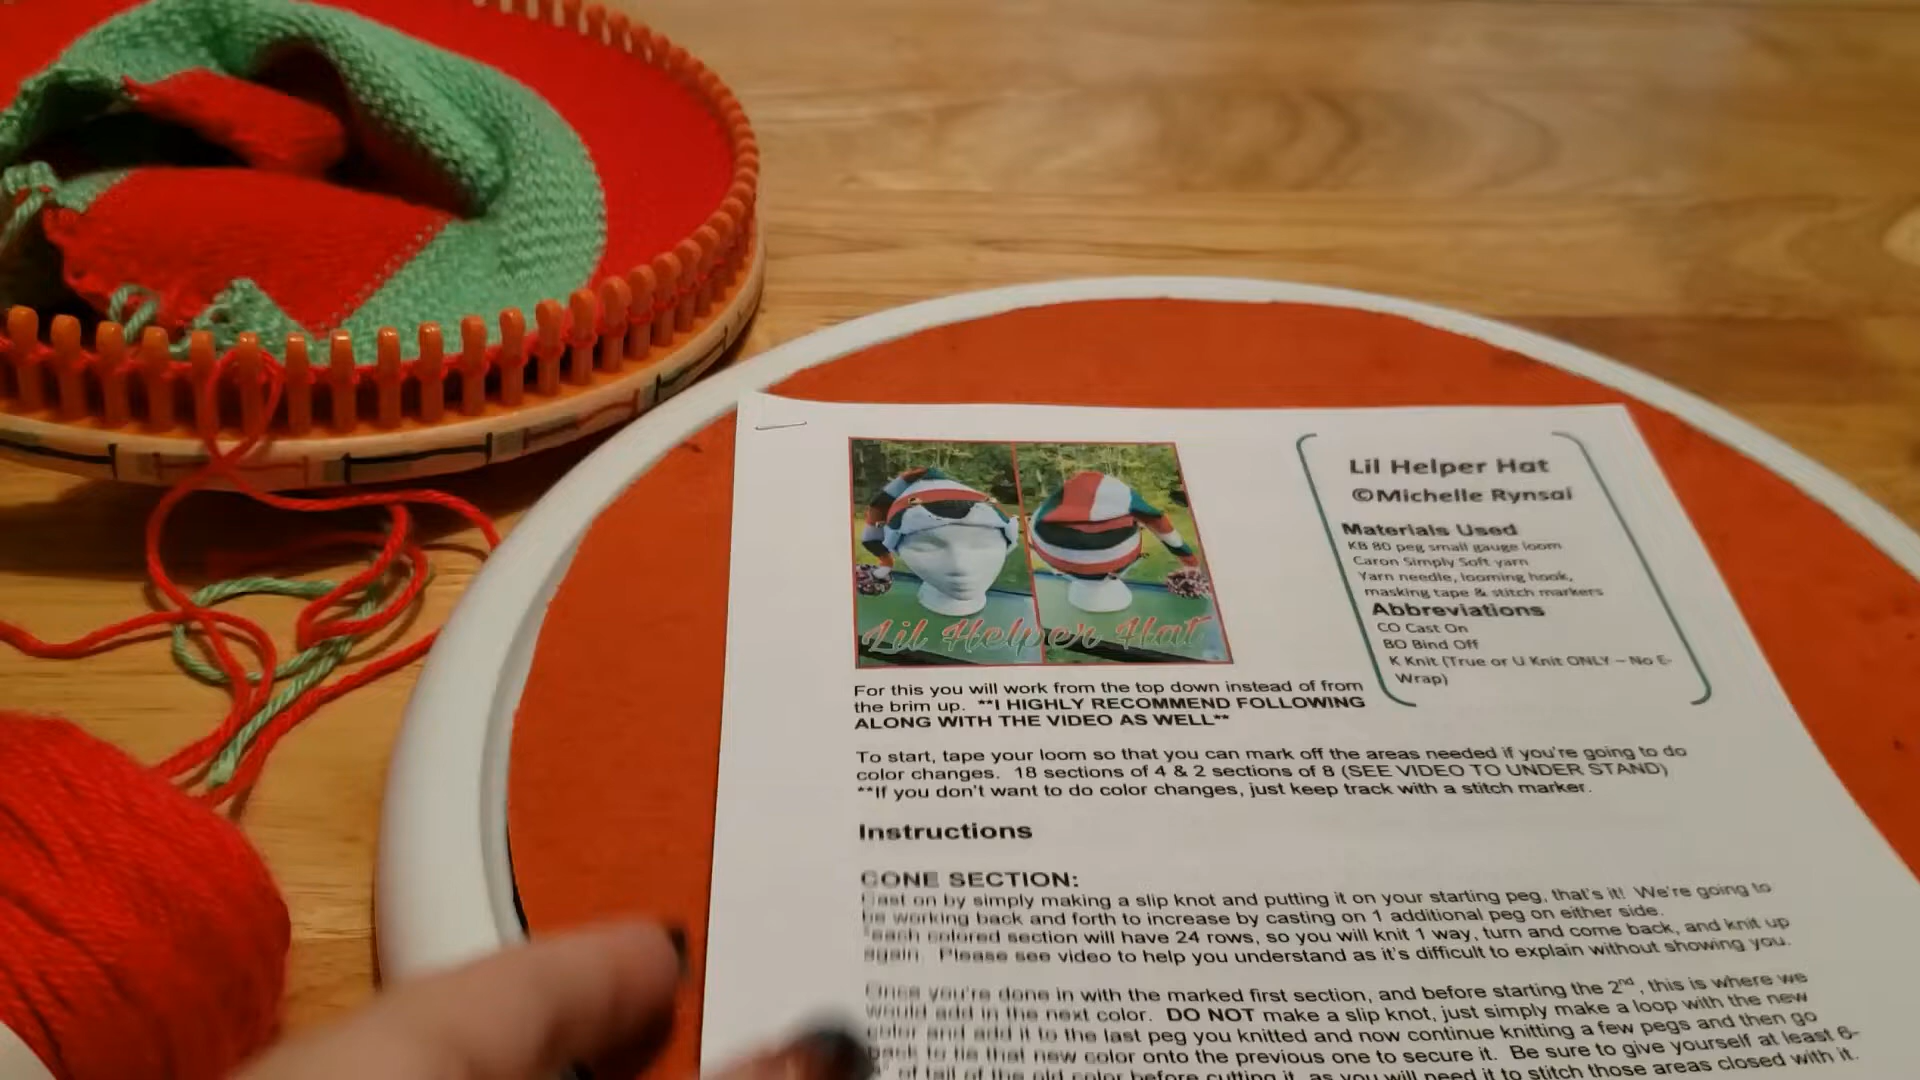 Lil Helper Hat
Lil Helper Hat
©Michelle Rynsai
Materials Used
KB 80 peg small gauge loom
Caron Simply Soft yarn
Yarn needle, looming hook,
masking tape & stitch markers
Abbreviations
CO Cast On
BO Bind Off
K Knit (True or U Knit ONLY – No E-
Wrap)
For this you will work from the top down instead of from
the brim up. **I HIGHLY RECOMMEND FOLLOWING
ALONG WITH THE VIDEO AS WELL**
To start, tape your loom so that you can mark off the areas needed if you're going to do
color changes. 18 sections of 4 & 2 sections of 8 (SEE VIDEO TO UNDER STAND)
**If you don't want to do color changes, just keep track with a stitch marker.
Instructions
CONE SECTION:
Cast on by simply making a slip knot and putting it on your starting peg, that's it! We're going to
be working back and forth to increase by casting on 1 additional peg on either side.
*each colored section will have 24 rows, so you will knit 1 way, turn and come back, and knit up
again. Please see video to help you understand as it's difficult to explain without showing you.
Once you're done in with the marked first section, and before starting the 2nd, this is where we
would add in the next color. DO NOT make a slip knot, just simply make a loop with the new
color and add it to the last peg you knitted and now continue knitting a few pegs and then go
back to tie that new color onto the previous one to secure it. Be sure to give yourself at least 6-
of tail of the old color before cutting it, as you will need it to stitch those areas closed with it.